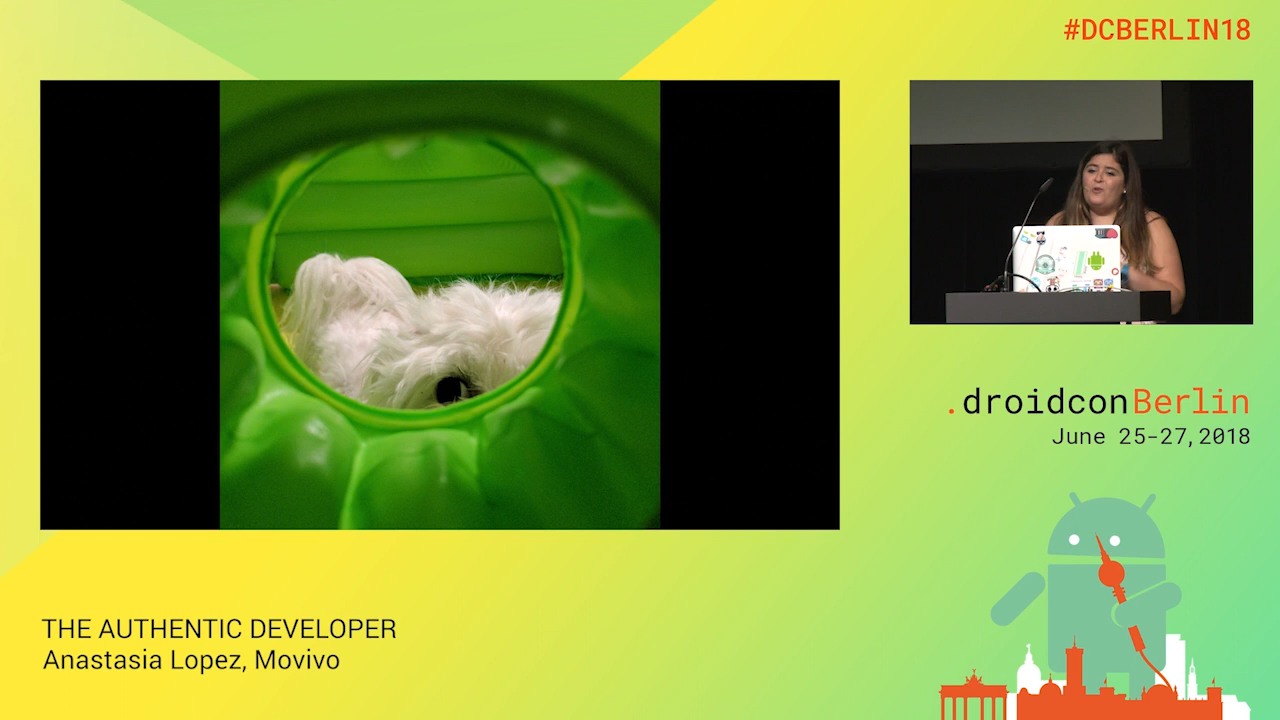 #DCBERLIN18
.droidconBerlin
June 25-27, 2018
THE AUTHENTIC DEVELOPER
Anastasia Lopez, Movivo